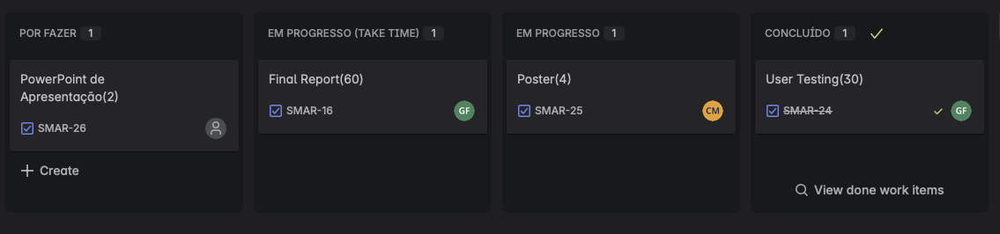 POR FAZER 1
PowerPoint de
Apresentação(2)
SMAR-26
Create
EM PROGRESSO (TAKE TIME) 1
Final Report(60)
SMAR-16
GF
EM PROGRESSO 1
Poster(4)
SMAR-25
CM
CONCLUÍDO 1
User Testing(30)
SMAR-24
GF
View done work items